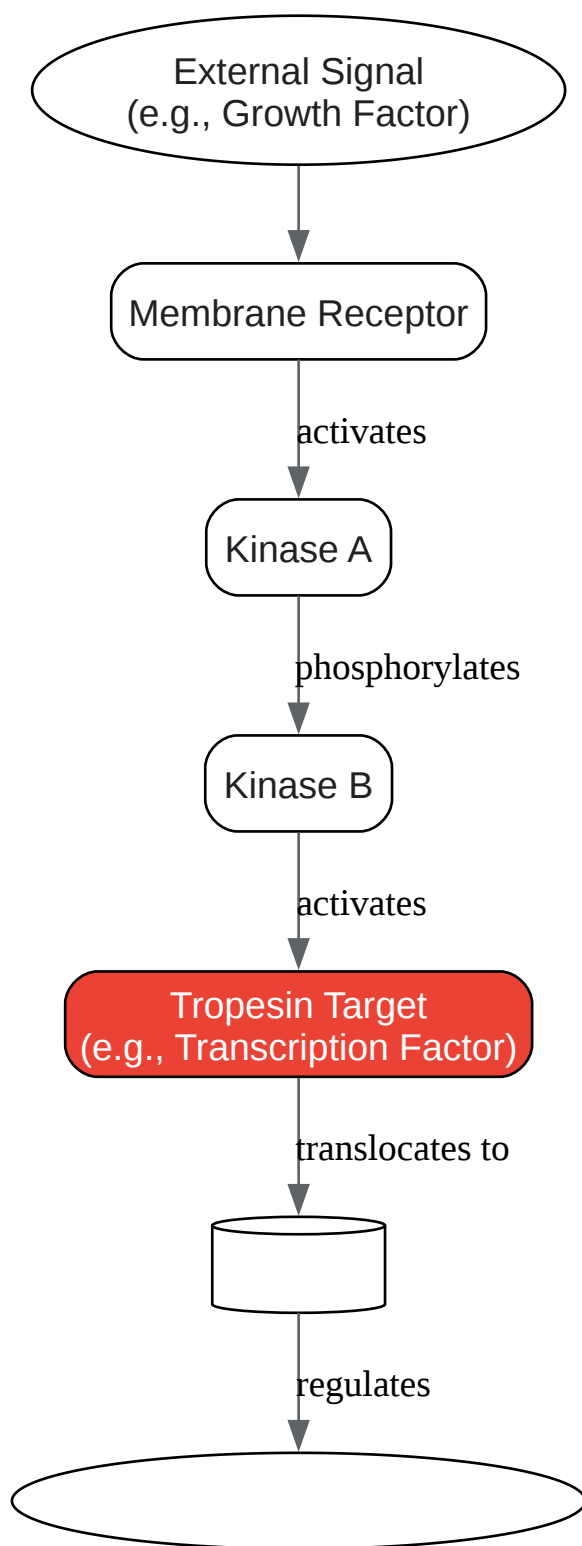 External Signal
(e.g., Growth Factor)
Membrane Receptor
activates
Kinase A
phosphorylates
Kinase B
activates
Tropesin Target
(e.g., Transcription Factor)
translocates to
regulates